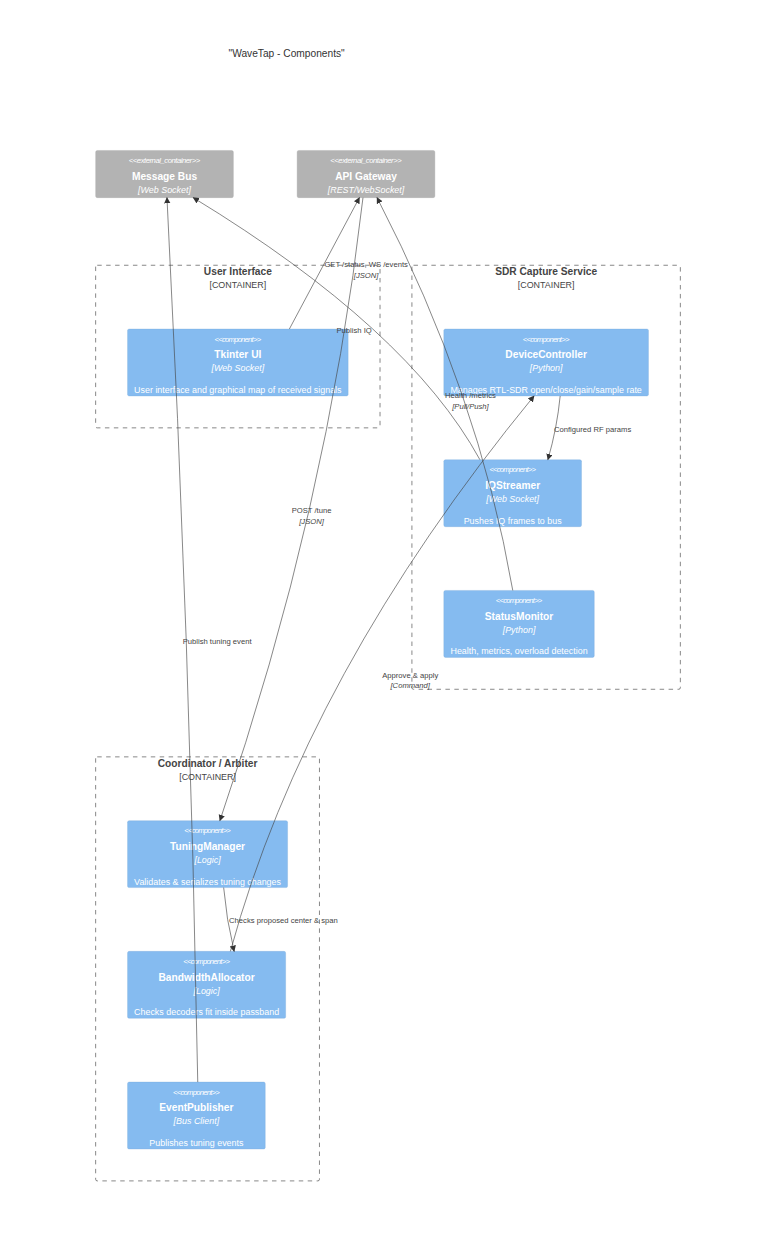 "WaveTap - Components"
<<external_container>>
Message Bus
[Web Socket]
<<external_container>>
API Gateway
[REST/WebSocket]
GET /status, WS /events
[JSON]
User Interface
[CONTAINER]
SDR Capture Service
[CONTAINER]
Publish IQ
<<component>>
Tkinter UI
[Web Socket]
User interface and graphical map of received signals
<<component>>
DeviceController
[Python]
Manages RTL-SDR open/close/gain/sample rate
Health/metrics
[Pull/Push]
Configured RF params
<<component>>
IQStreamer
[Web Socket]
Pushes IQ frames to bus
POST /tune
[JSON]
<<component>>
StatusMonitor
[Python]
Health, metrics, overload detection
Publish tuning event
Approve & apply
[Command]
Coordinator / Arbiter
[CONTAINER]
<<component>>
TuningManager
[Logic]
Validates & serializes tuning changes
Checks proposed center & span
<<component>>
BandwidthAllocator
[Logic]
Checks decoders fit inside passband
<<component>>
EventPublisher
[Bus Client]
Publishes tuning events